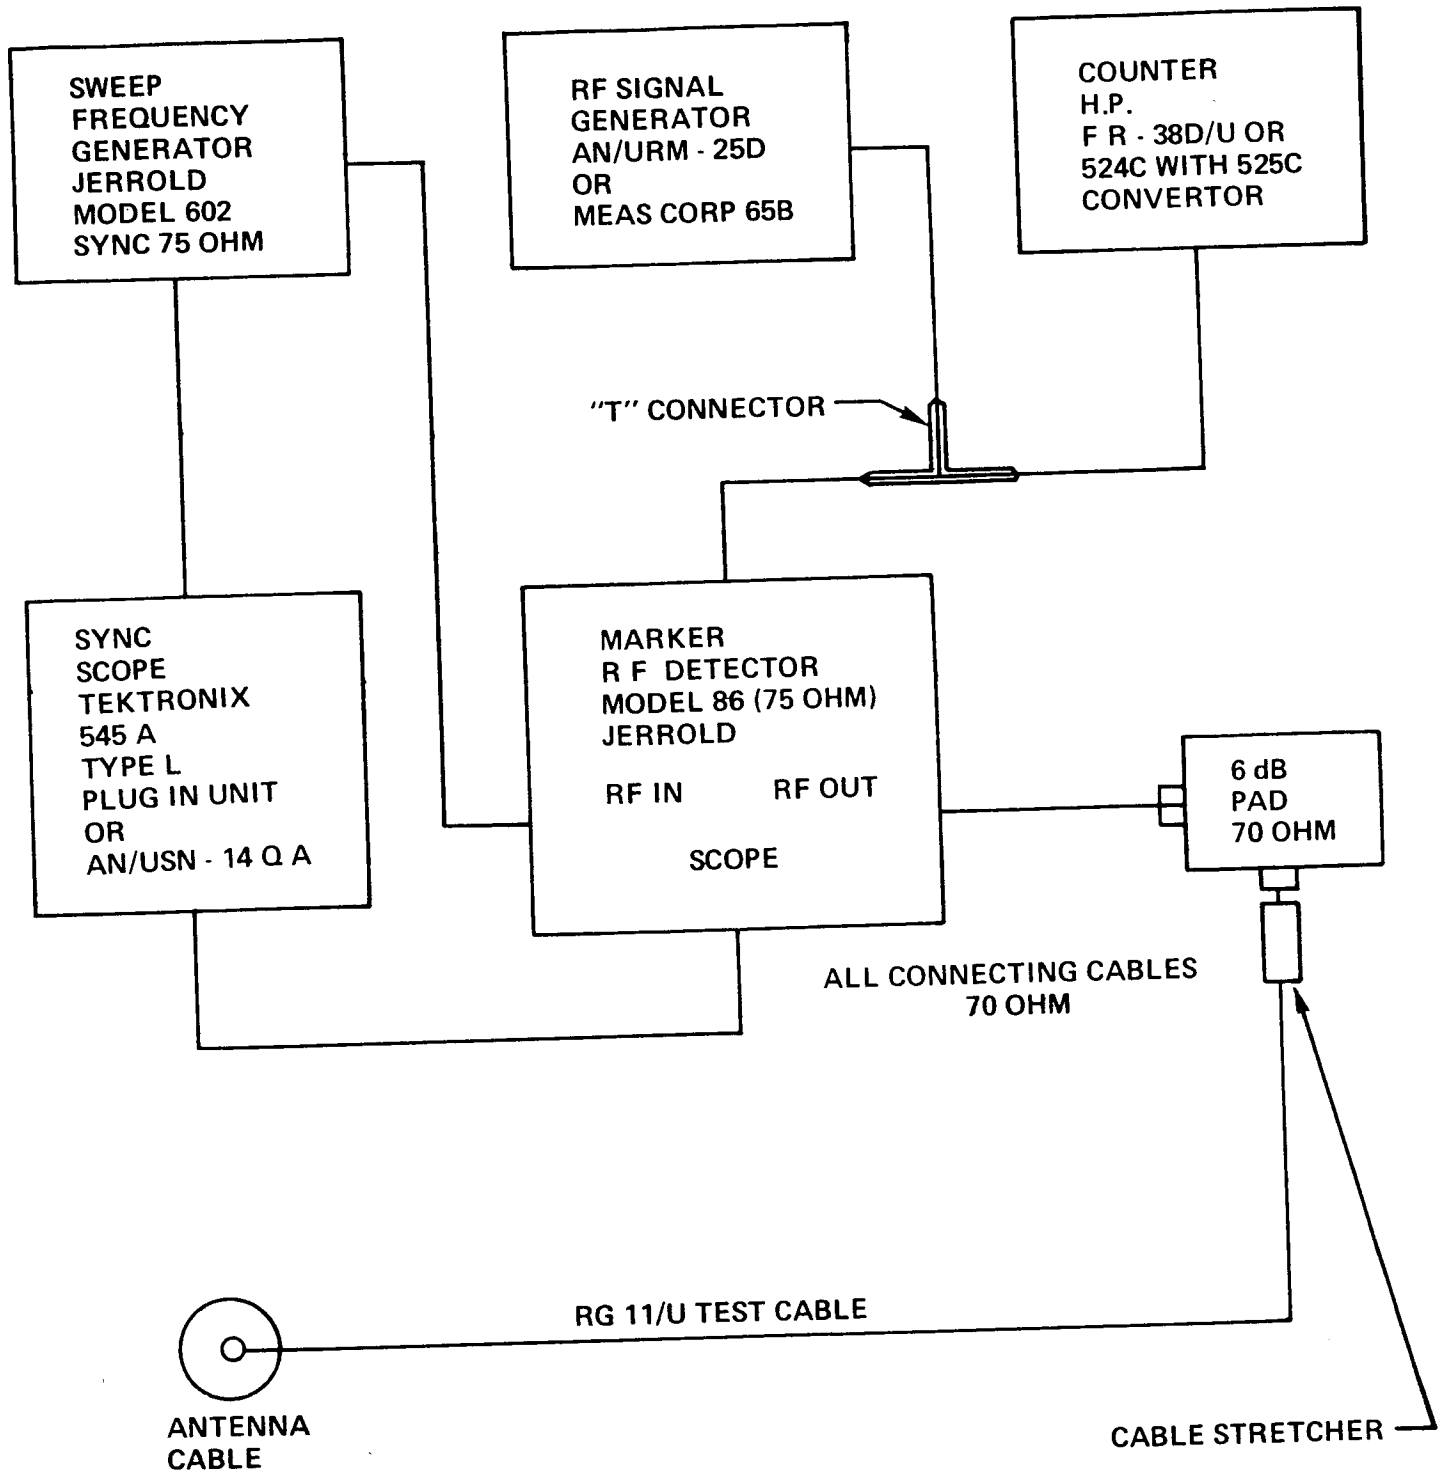 SWEEP
FREQUENCY
GENERATOR
JERROLD
MODEL 602
SYNC 75 OHM
RF SIGNAL
GENERATOR
AN/URM - 25D
OR
MEAS CORP 65B
COUNTER
H.P.
F R - 38D/U OR
524C WITH 525C
CONVERTOR
"T" CONNECTOR
SYNC
SCOPE
TEKTRONIX
545 A
TYPE L
PLUG IN UNIT
OR
AN/USN - 14 Q A
MARKER
R F DETECTOR
MODEL 86 (75 OHM)
JERROLD
RF IN RF OUT
SCOPE
6 dB
PAD
70 OHM
ALL CONNECTING CABLES
70 OHM
RG 11/U TEST CABLE
ANTENNA
CABLE
CABLE STRETCHER